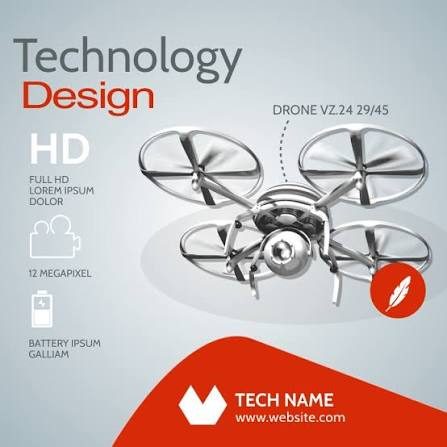 Technology
Design
DRONE VZ.24 29/45
HD
FULL HD
LOREM IPSUM
DOLOR
12 MEGAPIXEL
BATTERY IPSUM
GALLIAM
TECH NAME
www.website.com